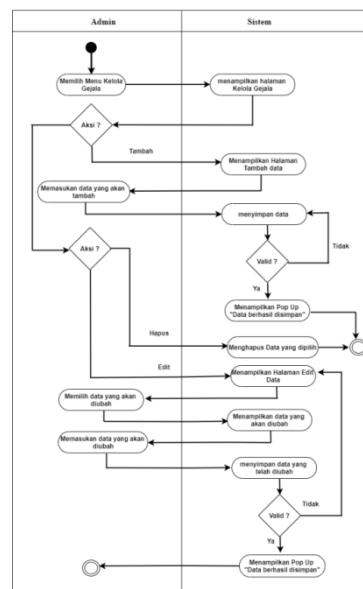 Admin
Sistem
Memilih Menu Kelola
Gejala
menampilkan halaman
Kelola Gejala
Aksi ?
Tambah
Menampilkan Halaman
Tambah data
Memasukan data yang akan
tambah
menyimpan data
Tidak
Aksi ?
Valid ?
Ya
Menampilkan Pop Up
"Data berhasil disimpan"
Hapus
Menghapus Data yang dipilih
Edit
Menampilkan Halaman Edit
Data
Memilih data yang akan
diubah
Menampilkan data yang
akan diubah
Memasukan data yang akan
diubah
menyimpan data yang
telah diubah
Tidak
Valid ?
Ya
Menampilkan Pop Up
"Data berhasil disimpan"